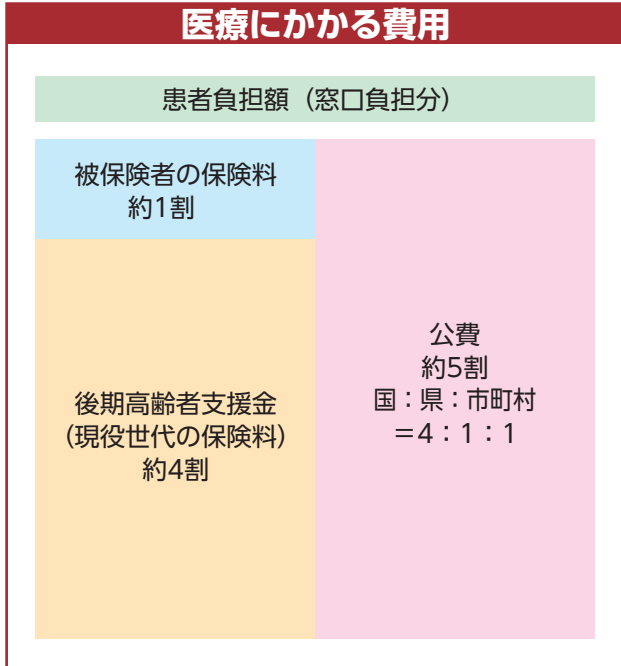 医療にかかる費用
患者負担額（窓口負担分）
被保険者の保険料
約1割
後期高齢者支援金
（現役世代の保険料）
約4割
公費
約5割
国：県：市町村
＝4：1：1